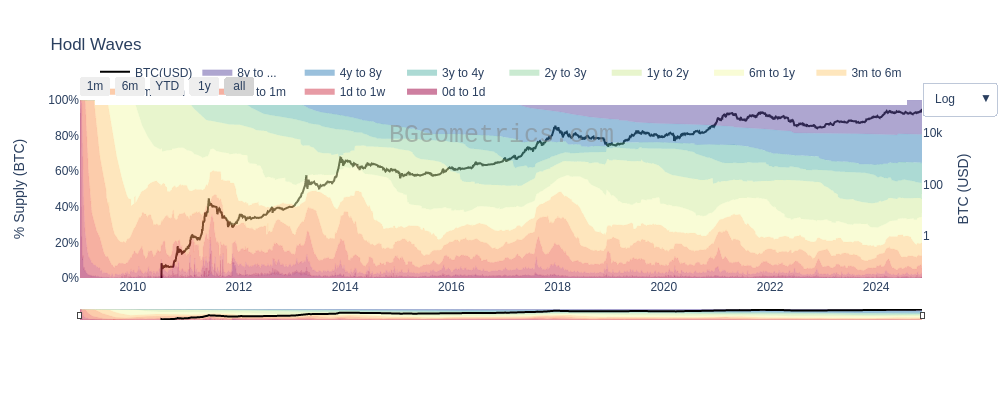 Hodl Waves
BTC(USD) 8y to ... 4y to 8y 3y to 4y 2y to 3y 1y to 2y 6m to 1y 3m to 6m
1m 6m YTD 1y all
to 1m 1d to 1w 0d to 1d
Log ▼
100%
80%
60%
40%
20%
0%
% Supply (BTC)
BGeometrics.com
10k
100
1
BTC (USD)
2010 2012 2014 2016 2018 2020 2022 2024